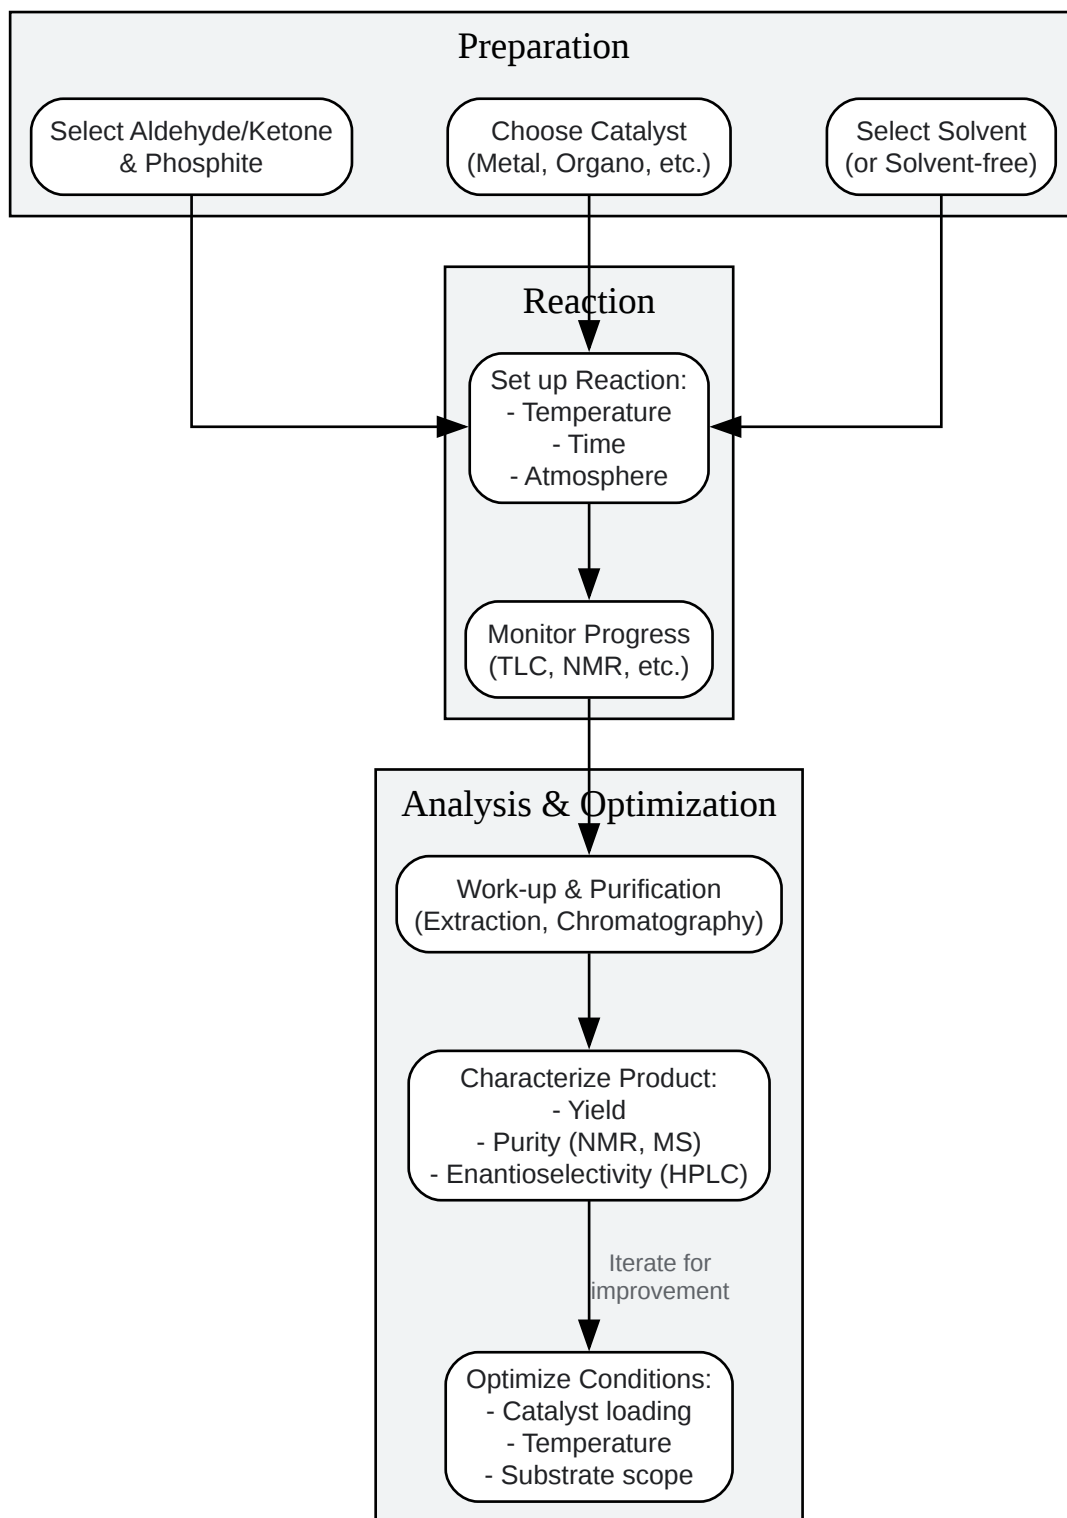 Preparation
Select Aldehyde/Ketone
& Phosphite
Choose Catalyst
(Metal, Organo, etc.)
Select Solvent
(or Solvent-free)
Reaction
Set up Reaction:
- Temperature
- Time
- Atmosphere
Monitor Progress
(TLC, NMR, etc.)
Analysis & Optimization
Work-up & Purification
(Extraction, Chromatography)
Characterize Product:
- Yield
- Purity (NMR, MS)
- Enantioselectivity (HPLC)
Iterate for
improvement
Optimize Conditions:
- Catalyst loading
- Temperature
- Substrate scope